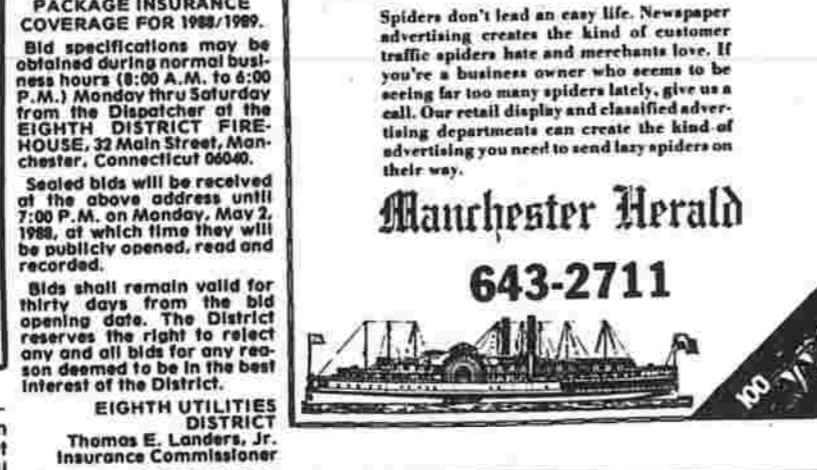 PACKAGE INSURANCE
COVERAGE FOR 1988/1989.
Bid specifications may be
obtained during normal busi-
ness hours (8:00 A.M. to 6:00
P.M.) Monday thru Saturday
from the Dispatcher at the
EIGHTH DISTRICT FIRE-
HOUSE, 32 Main Street, Man-
chester, Connecticut 06040.
Sealed bids will be received
at the above address until
7:00 P.M. on Monday, May 2,
1988, at which time they will
be publicly opened, read and
recorded.
Bids shall remain valid for
thirty days from the bid
opening date. The District
reserves the right to reject
any and all bids for any rea-
son deemed to be in the best
interest of the District.
EIGHTH UTILITIES
DISTRICT
Thomas E. Landers, Jr.
Insurance Commissioner
Spiders don't lead an easy life. Newspaper
advertising creates the kind of customer
traffic spiders hate and merchants love. If
you're a business owner who seems to be
seeing far too many spiders lately, give us a
call. Our retail display and classified adver-
tising departments can create the kind of
advertising you need to send lazy spiders on
their way.
Manchester Herald
643-2711
100